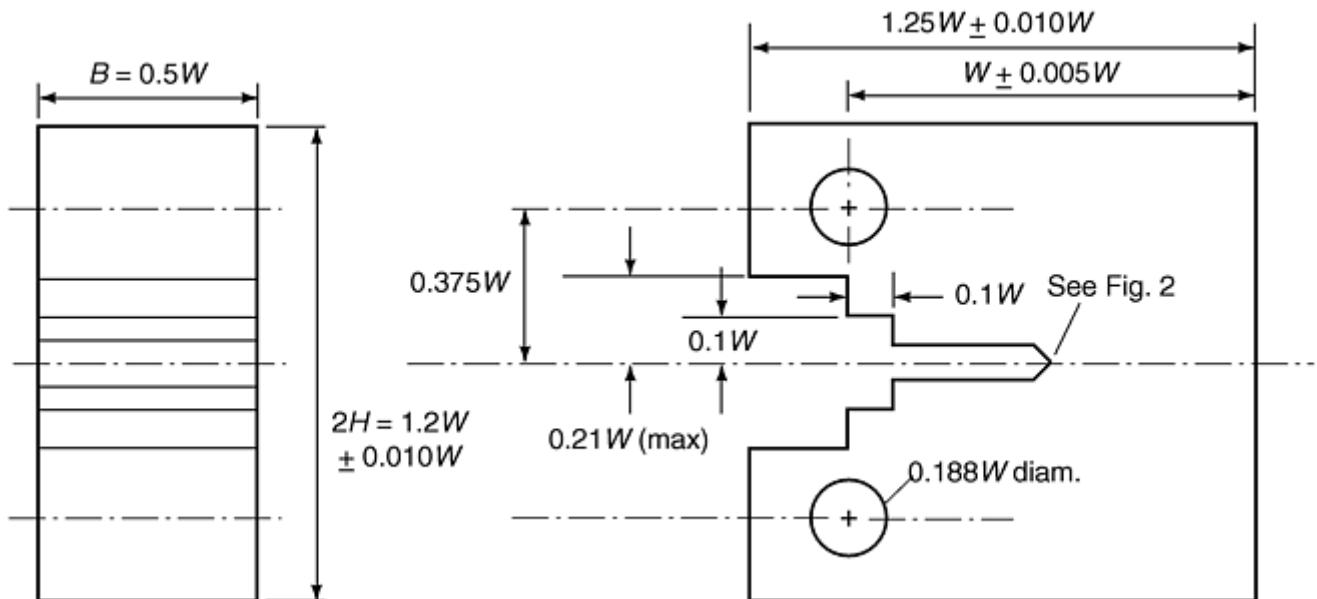 1.25W ± 0.010W
B = 0.5W
W ± 0.005W
0.375W
0.1W
See Fig. 2
0.1W
2H = 1.2W
± 0.010W
0.21W (max)
0.188W diam.